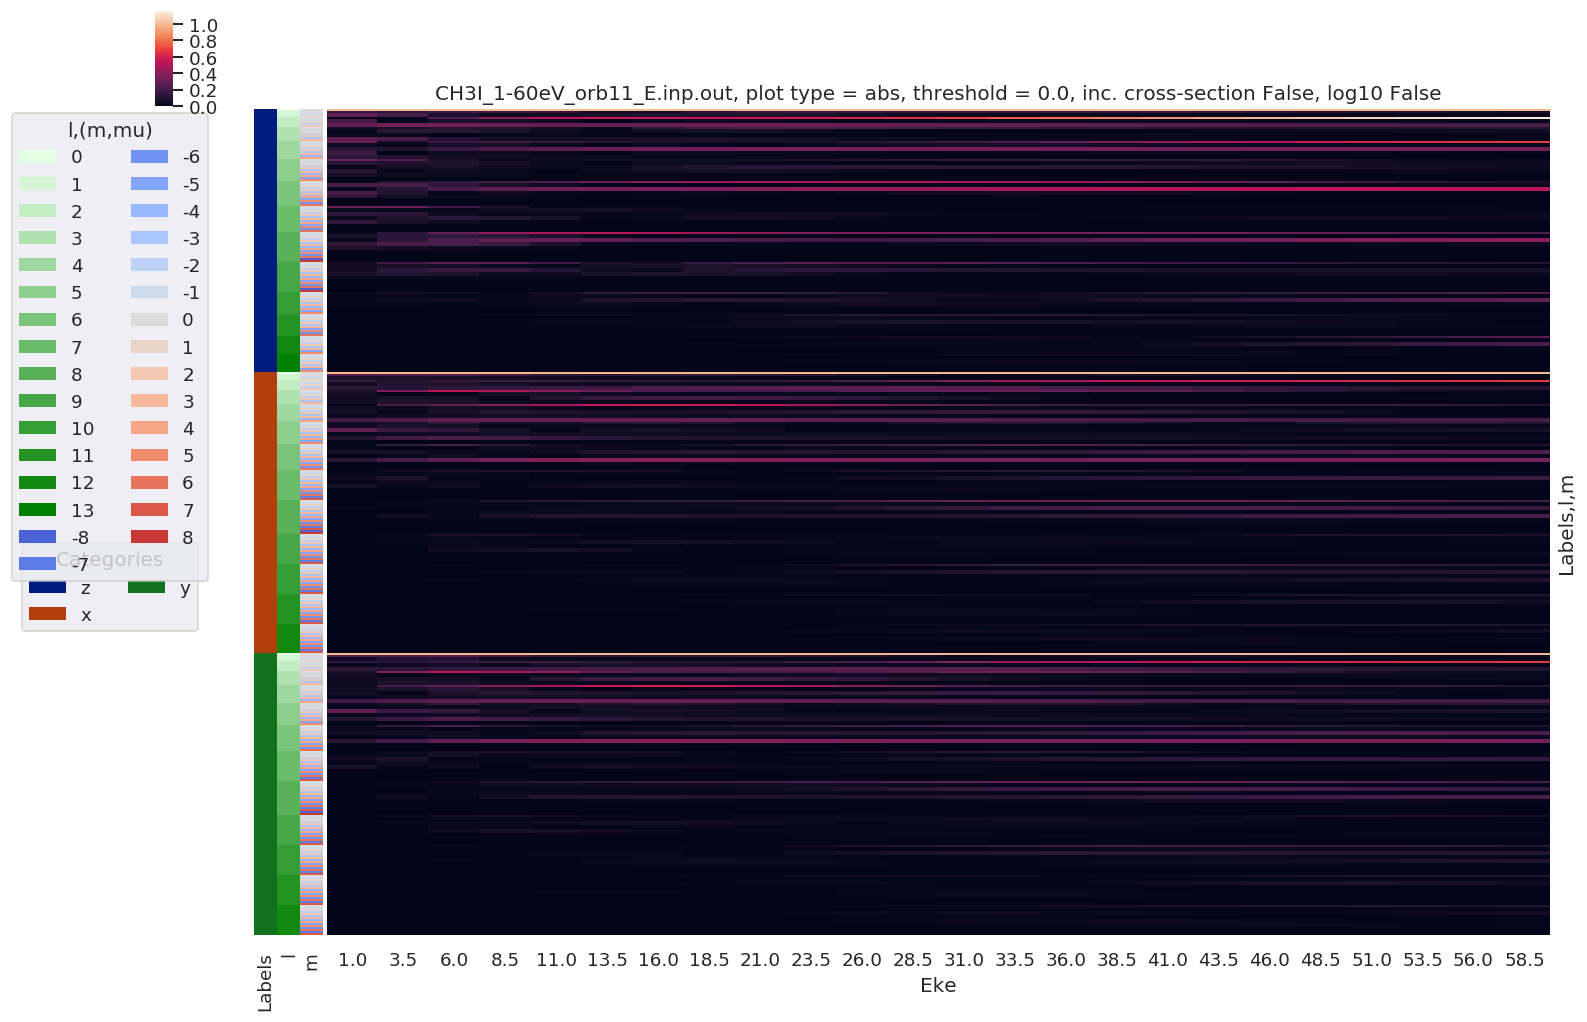 1.0
0.8
0.6
0.4
0.2
0.0
CH3I_1-60eV_orb11_E.inp.out, plot type = abs, threshold = 0.0, inc. cross-section False, log10 False
l,(m,mu)
0 -6
1 -5
2 -4
3 -3
4 -2
5 -1
6 0
7 1
8 2
9 3
10 4
11 5
12 6
13 7
-8 8
-7
Categories
z y
x
Labels,l,m
Labels l m
1.0 3.5 6.0 8.5 11.0 13.5 16.0 18.5 21.0 23.5 26.0 28.5 31.0 33.5 36.0 38.5 41.0 43.5 46.0 48.5 51.0 53.5 56.0 58.5
Eke